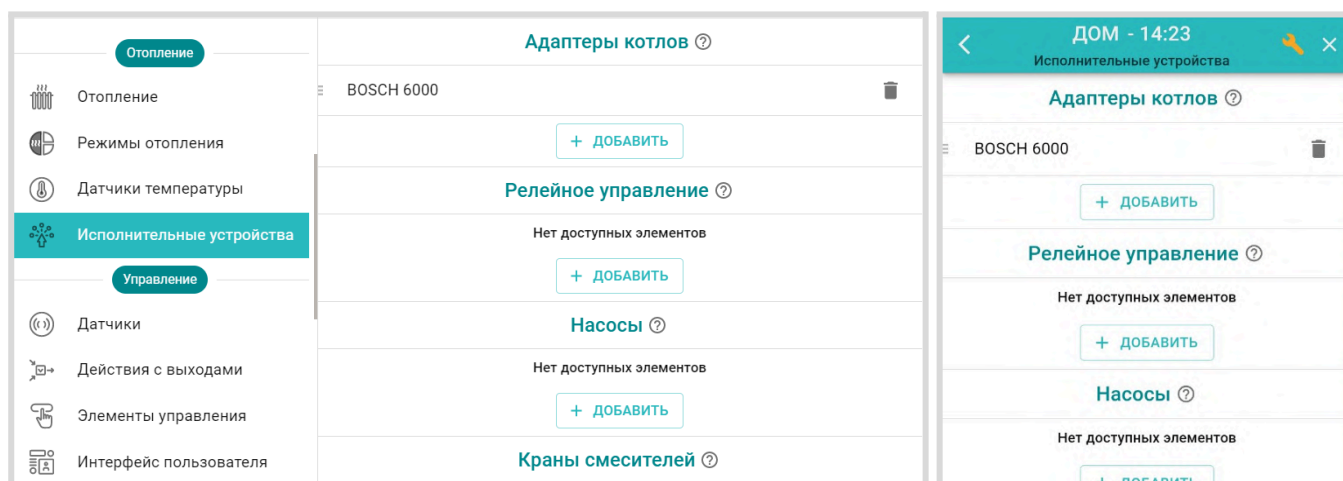 Отопление
Отопление
Режимы отопления
Датчики температуры
Исполнительные устройства
Управление
Датчики
Действия с выходами
Элементы управления
Интерфейс пользователя
Адаптеры котлов ?
BOSCH 6000
+ ДОБАВИТЬ
Релейное управление ?
Нет доступных элементов
+ ДОБАВИТЬ
Насосы ?
Нет доступных элементов
+ ДОБАВИТЬ
Краны смесителей ?
ДОМ - 14:23
Исполнительные устройства
Адаптеры котлов ?
BOSCH 6000
+ ДОБАВИТЬ
Релейное управление ?
Нет доступных элементов
+ ДОБАВИТЬ
Насосы ?
Нет доступных элементов
+ ДОБАВИТЬ